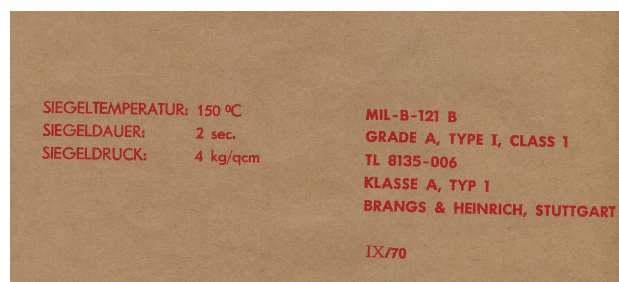 SIEGELTEMPERATUR: 150 ºC
SIEGELDAUER: 2 sec.
SIEGELDRUCK: 4 kg/qcm
MIL-B-121 B
GRADE A, TYPE I, CLASS 1
TL 8135-006
KLASSE A, TYP 1
BRANGS & HEINRICH, STUTTGART
IX/70